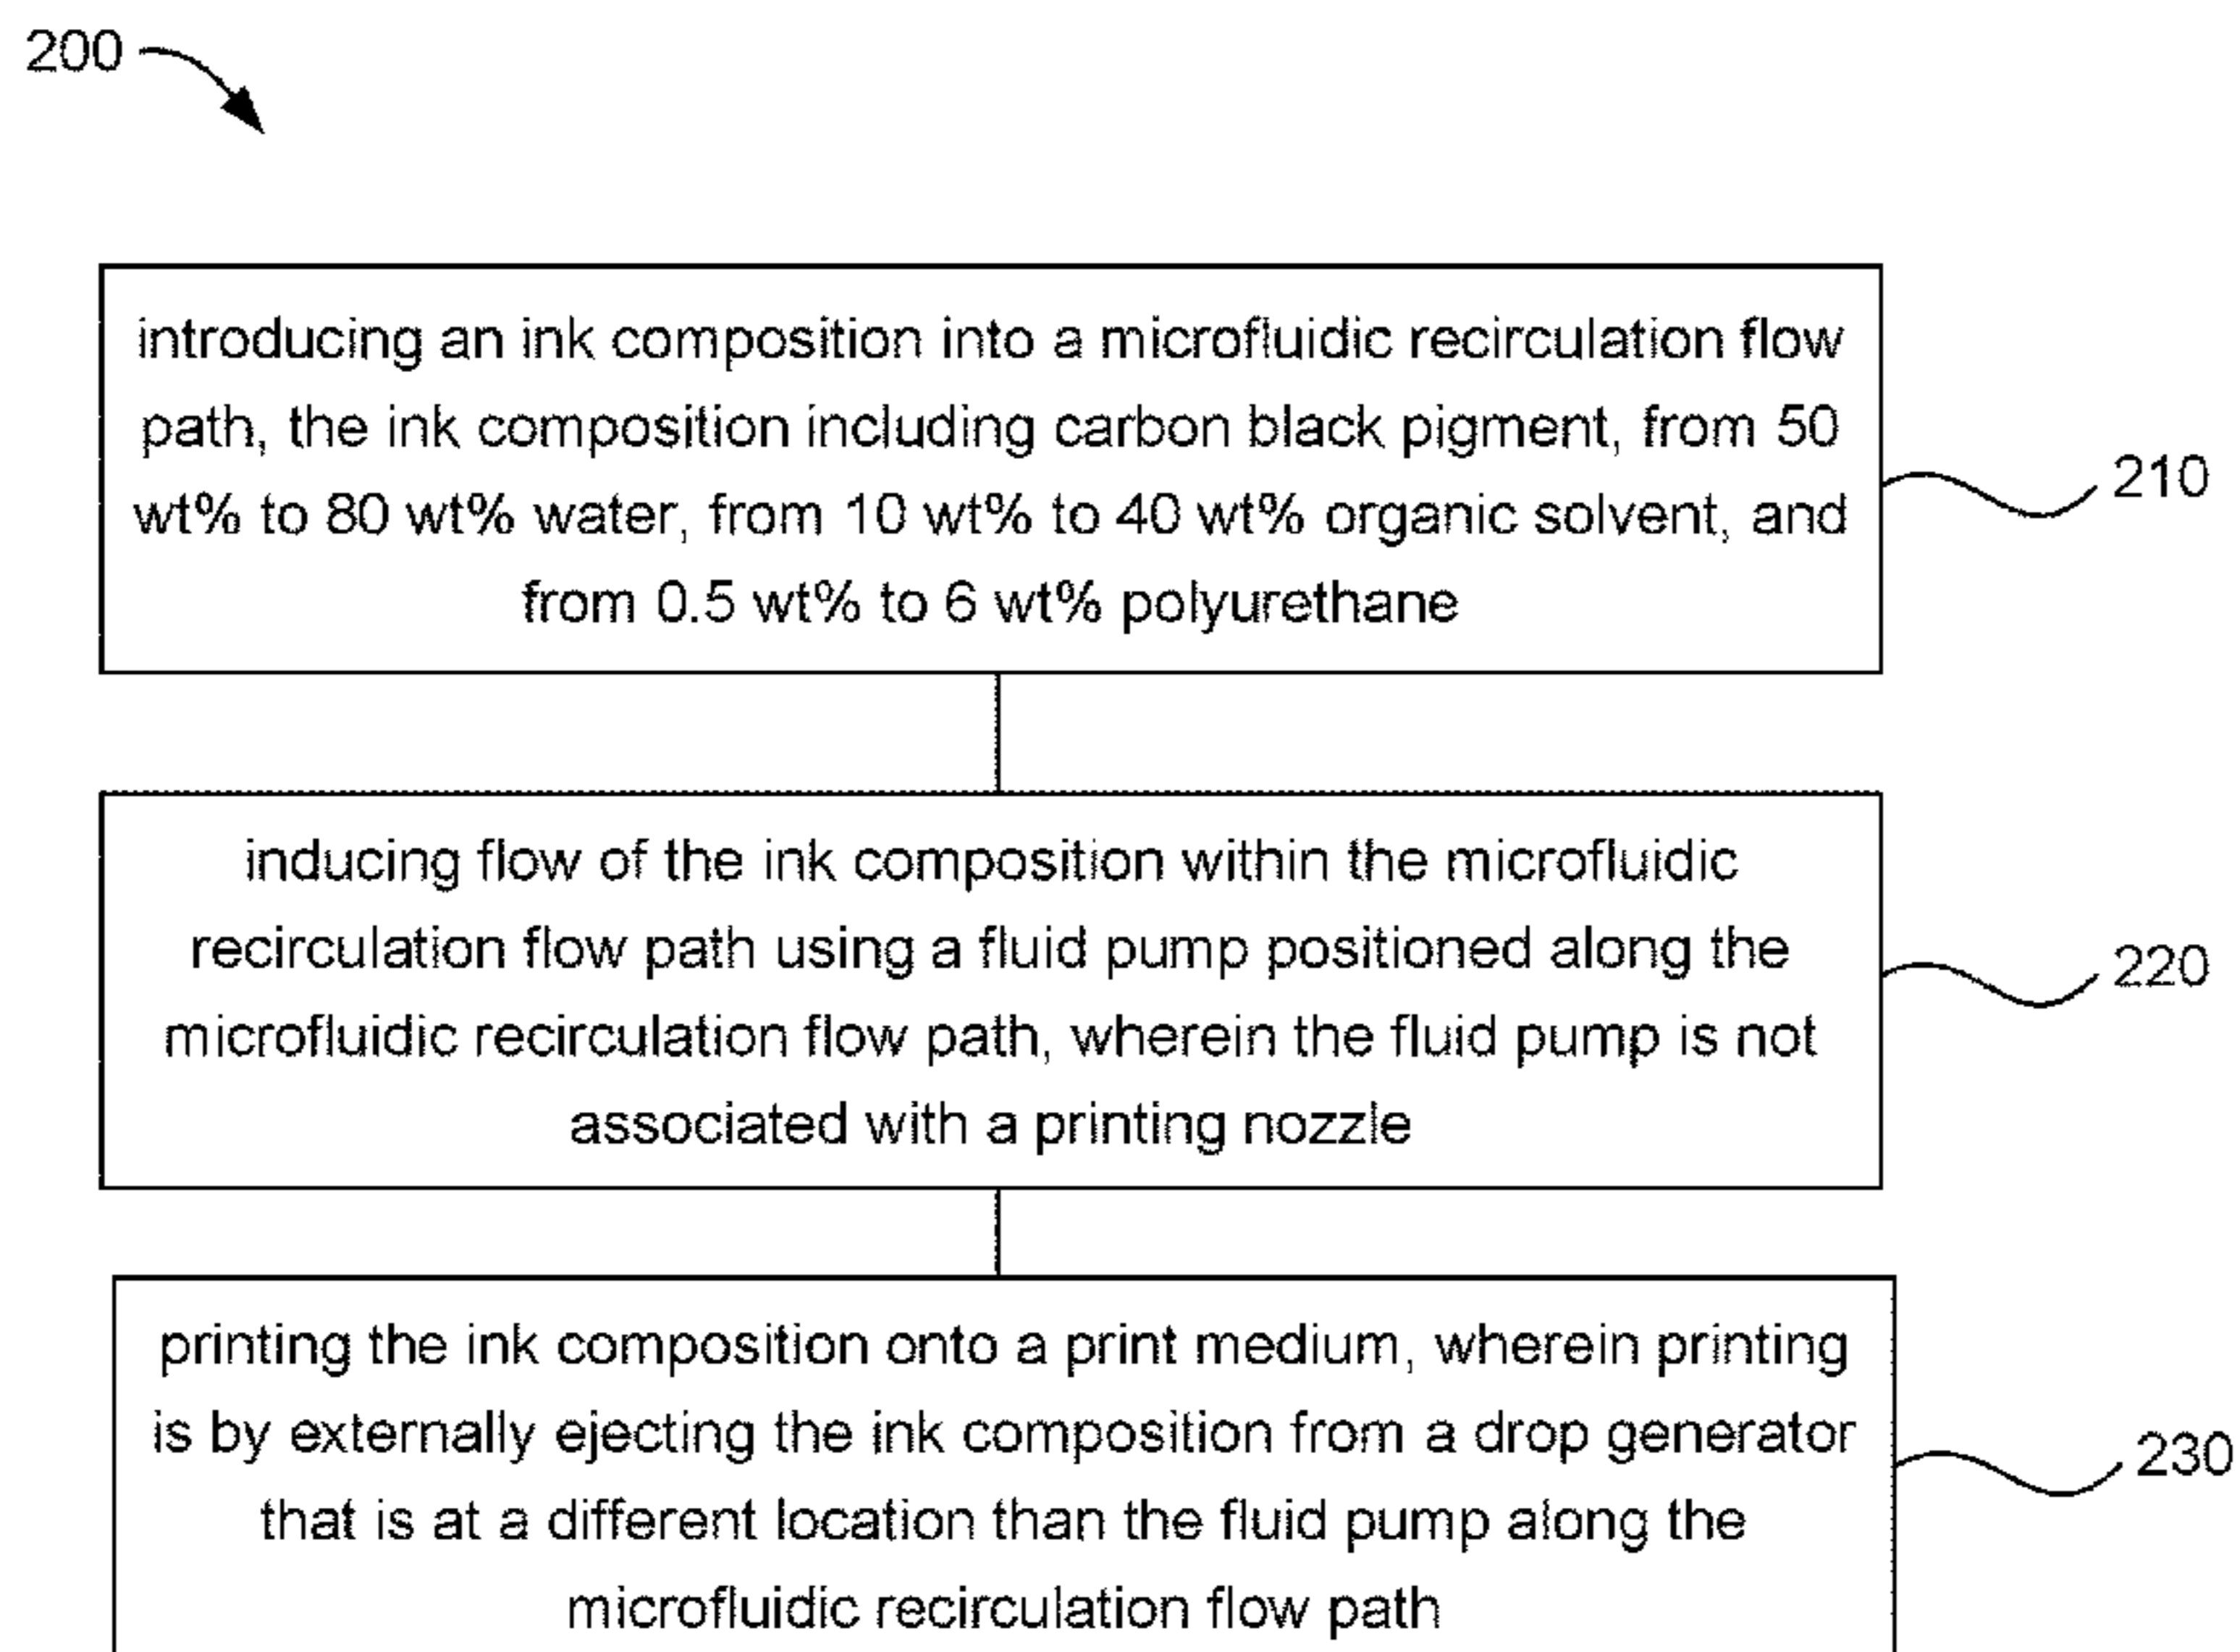 200
introducing an ink composition into a microfluidic recirculation flow
path, the ink composition including carbon black pigment, from 50
wt% to 80 wt% water, from 10 wt% to 40 wt% organic solvent, and
from 0.5 wt% to 6 wt% polyurethane
210
inducing flow of the ink composition within the microfluidic
recirculation flow path using a fluid pump positioned along the
microfluidic recirculation flow path, wherein the fluid pump is not
associated with a printing nozzle
220
printing the ink composition onto a print medium, wherein printing
is by externally ejecting the ink composition from a drop generator
that is at a different location than the fluid pump along the
microfluidic recirculation flow path
230